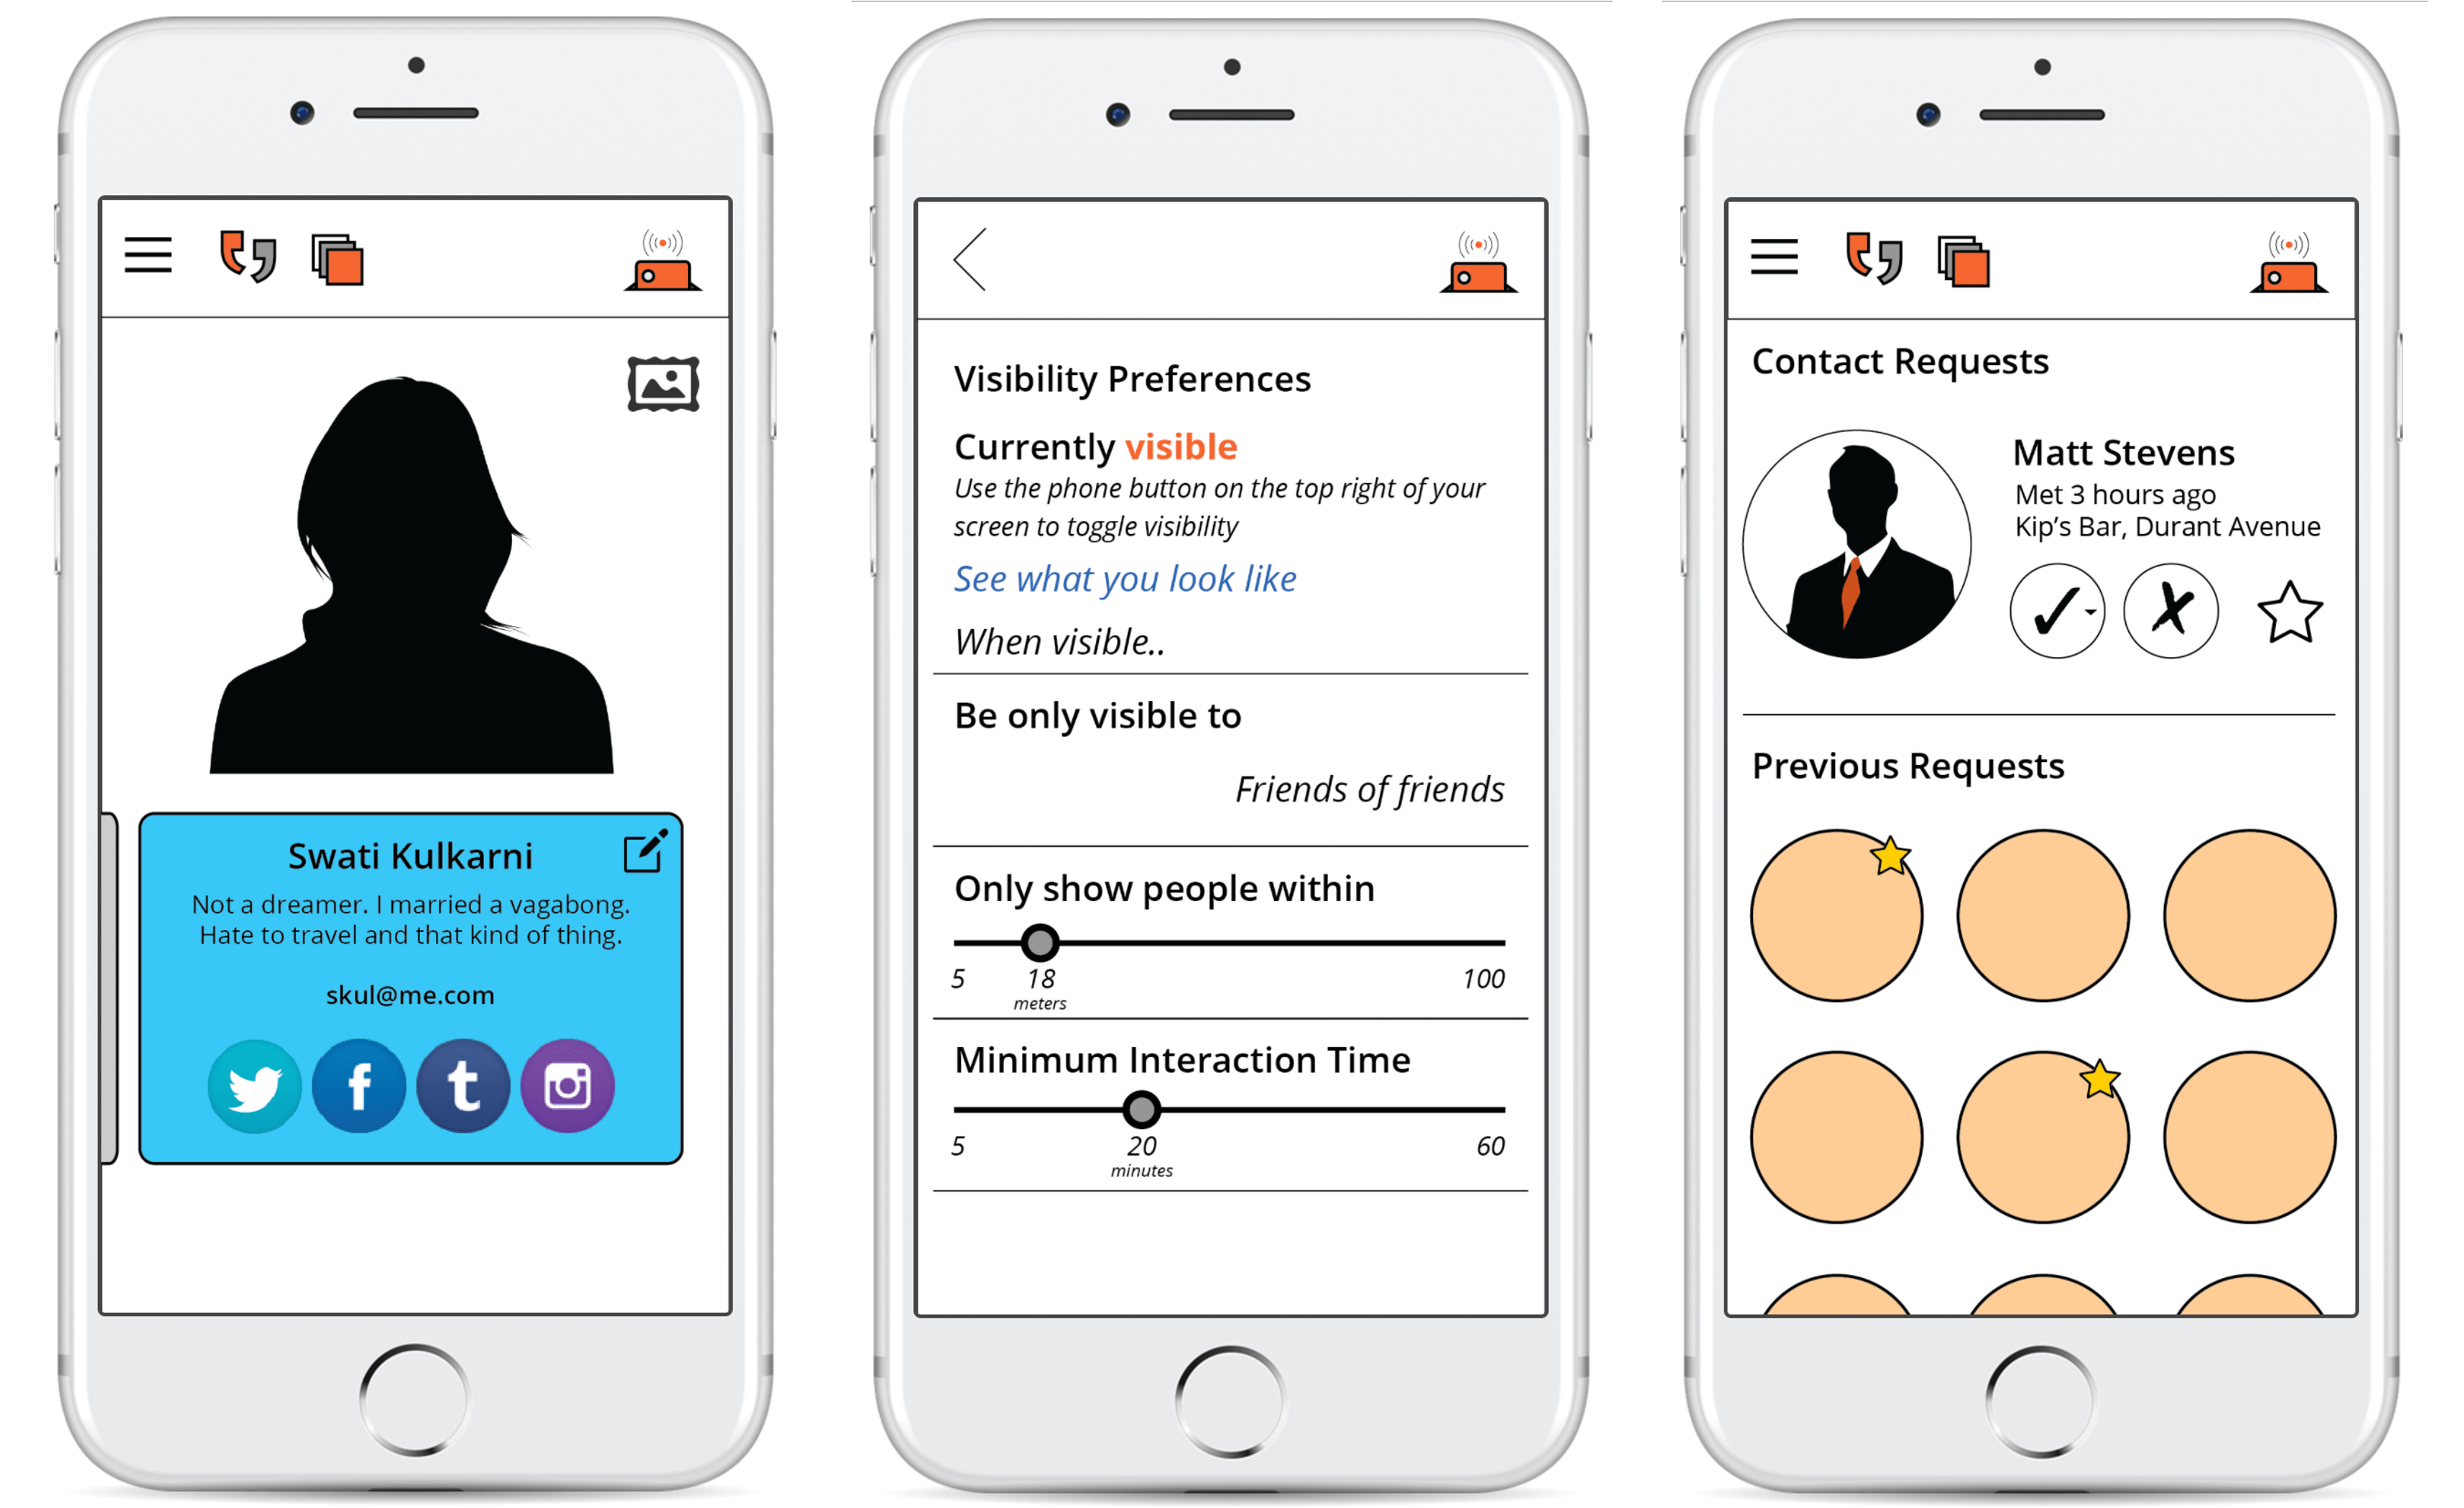 Swati Kulkarni
Not a dreamer. I married a vagabong.
Hate to travel and that kind of thing.
skul@me.com
Visibility Preferences
Currently visible
Use the phone button on the top right of your
screen to toggle visibility
See what you look like
When visible..
Be only visible to
Friends of friends
Only show people within
5 18 100
meters
Minimum Interaction Time
5 20 60
minutes
Contact Requests
Matt Stevens
Met 3 hours ago
Kip's Bar, Durant Avenue
Previous Requests